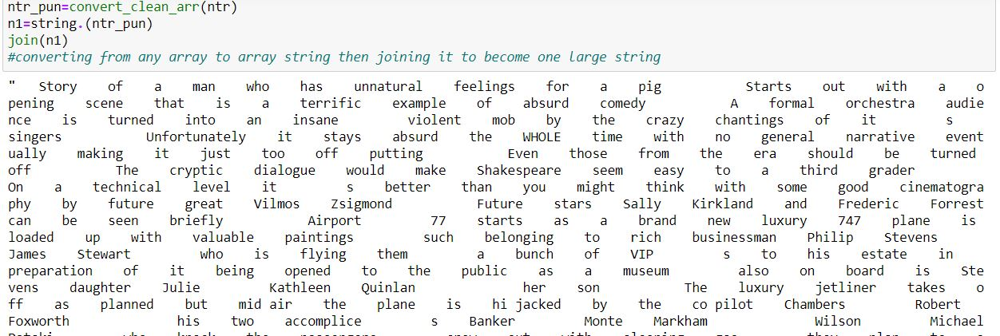 ntr_pun=convert_clean_arr(ntr)
n1=string.(ntr_pun)
join(n1)
#converting from any array to array string then joining it to become one large string
" Story of a man who has unnatural feelings for a pig Starts out with a o
pening scene that is a terrific example of absurd comedy A formal orchestra audie
nce is turned into an insane violent mob by the crazy chantings of it s
singers Unfortunately it stays absurd the WHOLE time with no general narrative event
ually making it just too off putting Even those from the era should be turned
off The cryptic dialogue would make Shakespeare seem easy to a third grader
On a technical level it s better than you might think with some good cinematogra
phy by future great Vilmos Zsigmond Future stars Sally Kirkland and Frederic Forrest
can be seen briefly Airport 77 starts as a brand new luxury 747 plane is
loaded up with valuable paintings such belonging to rich businessman Philip Stevens
James Stewart who is flying them a bunch of VIP s to his estate in
preparation of it being opened to the public as a museum also on board is Ste
vens daughter Julie Kathleen Quinlan her son The luxury jetliner takes o
ff as planned but mid air the plane is hi jacked by the co pilot Chambers Robert
Foxworth his two accomplice s Banker Monte Markham Wilson Michael